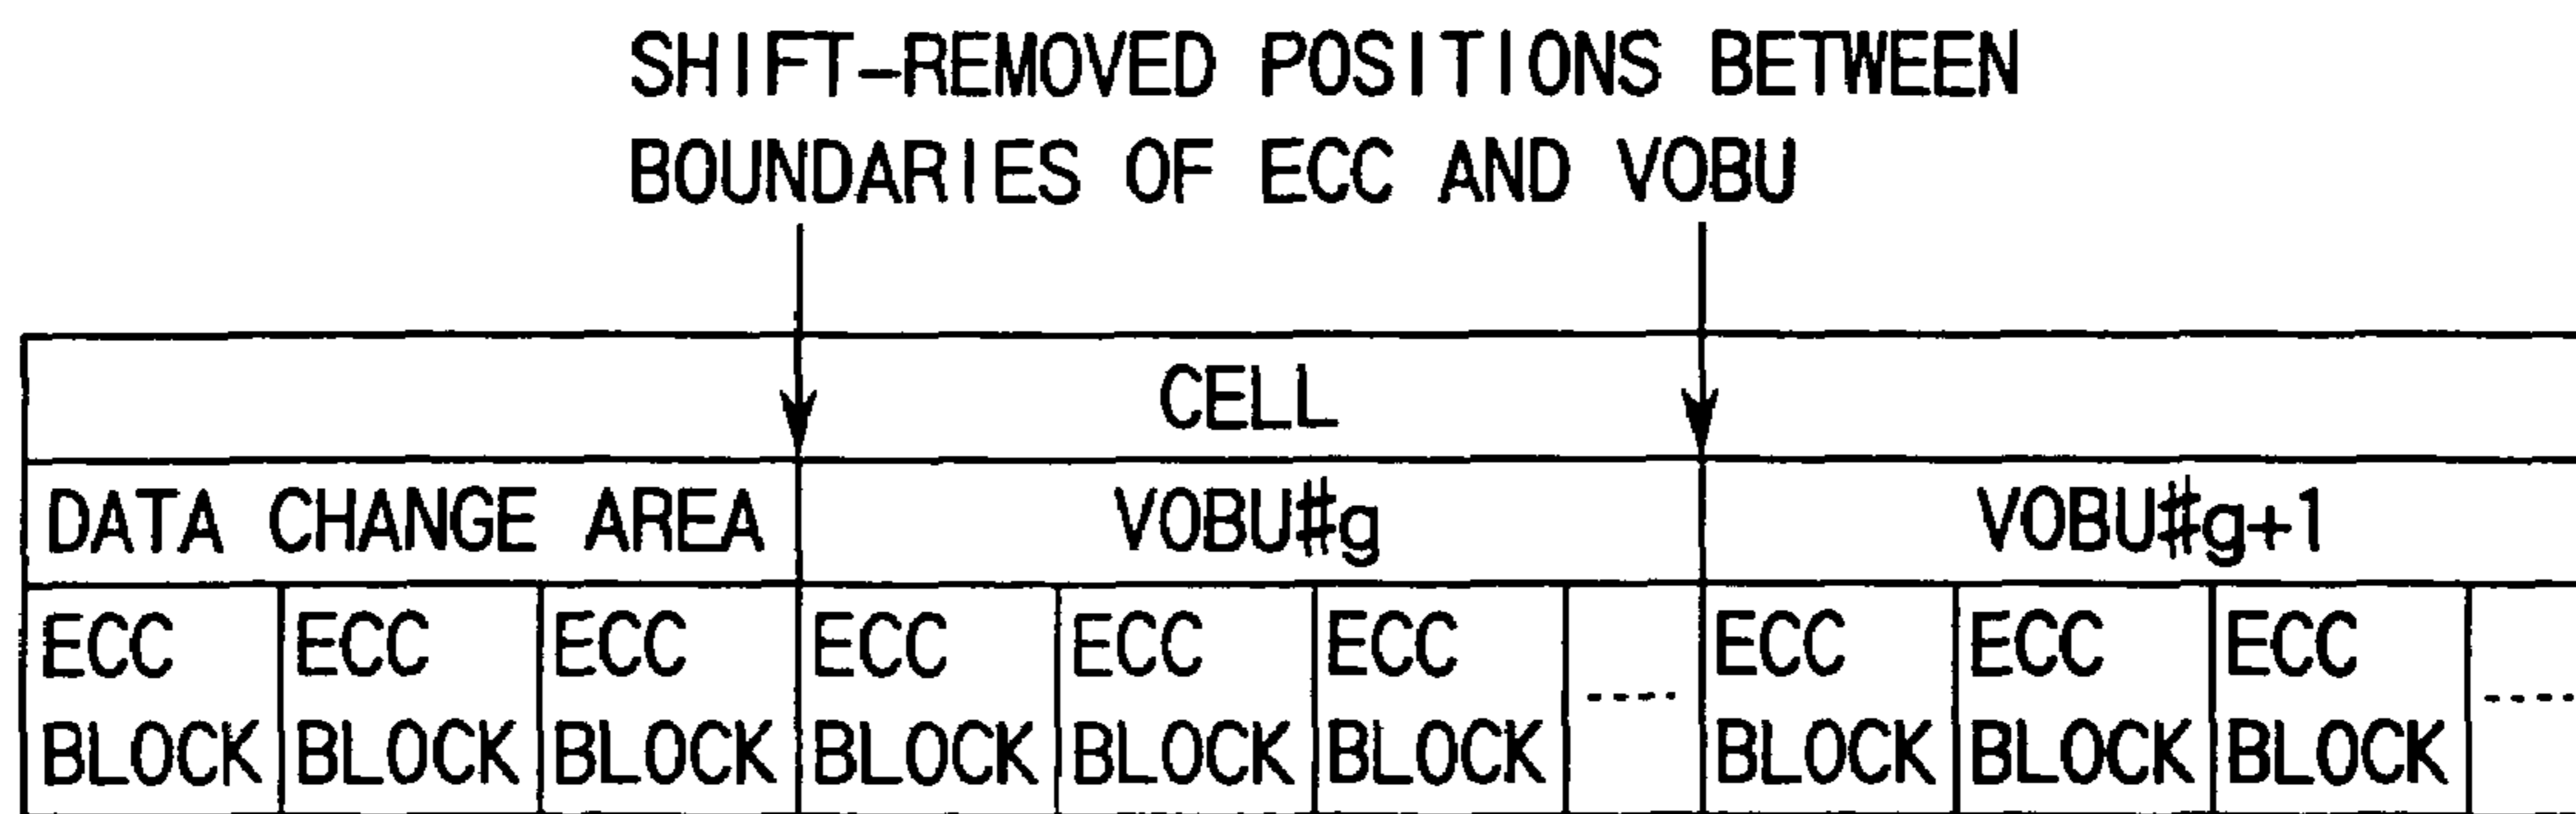 SHIFT-REMOVED POSITIONS BETWEEN
BOUNDARIES OF ECC AND VOBU
CELL
DATA CHANGE AREA VOBU#g VOBU#g+1
ECC ECC ECC ECC ECC ECC ---- ECC ECC ECC ----
BLOCK BLOCK BLOCK BLOCK BLOCK BLOCK BLOCK BLOCK BLOCK